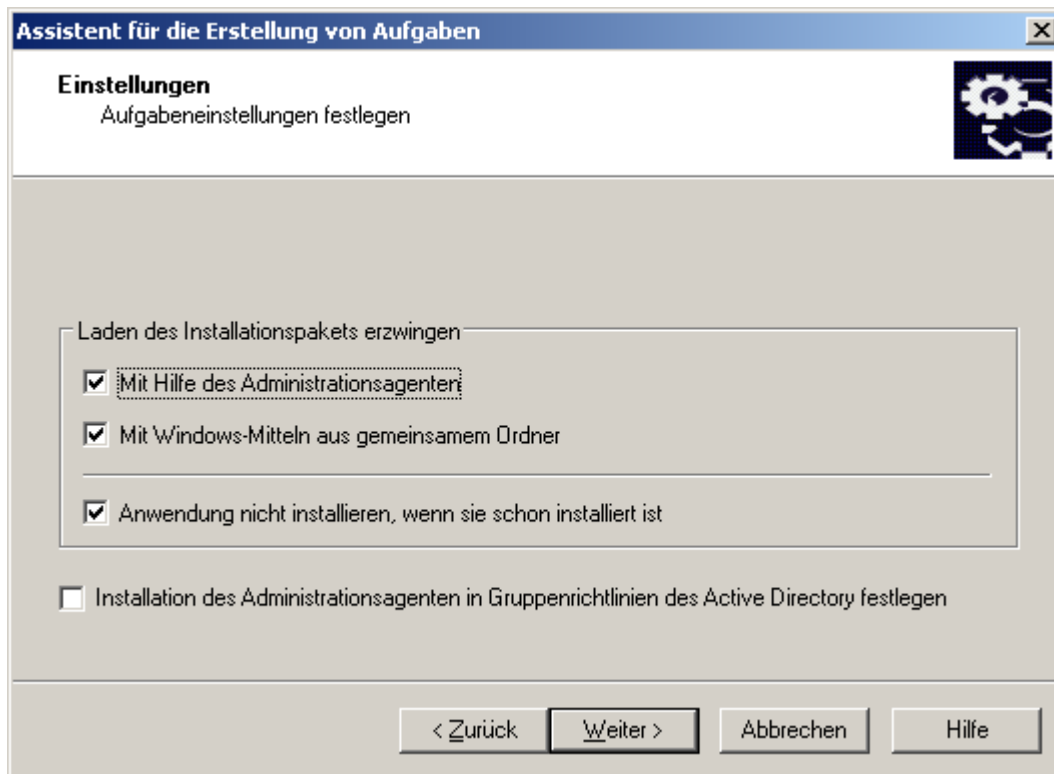 Assistent für die Erstellung von Aufgaben
Einstellungen
Aufgabeneinstellungen festlegen
Laden des Installationspakets erzwingen
Mit Hilfe des Administrationsagenten
Mit Windows-Mitteln aus gemeinsamem Ordner
Anwendung nicht installieren, wenn sie schon installiert ist
Installation des Administrationsagenten in Gruppenrichtlinien des Active Directory festlegen
< Zurück
Weiter >
Abbrechen
Hilfe